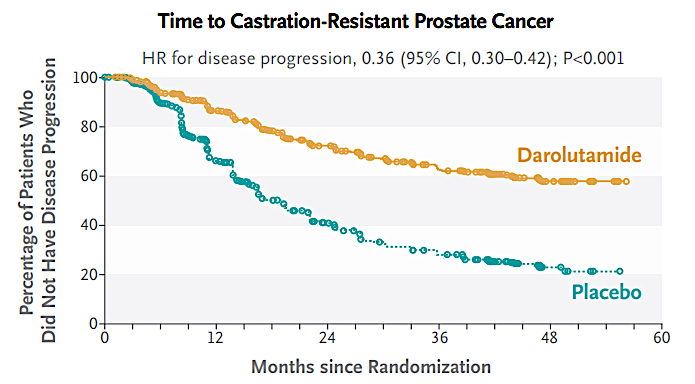 Time to Castration-Resistant Prostate Cancer
HR for disease progression, 0.36 (95% CI, 0.30–0.42); P<0.001
Percentage of Patients Who
Did Not Have Disease Progression
100
80
60
40
20
0
Darolutamide
Placebo
0 12 24 36 48 60
Months since Randomization